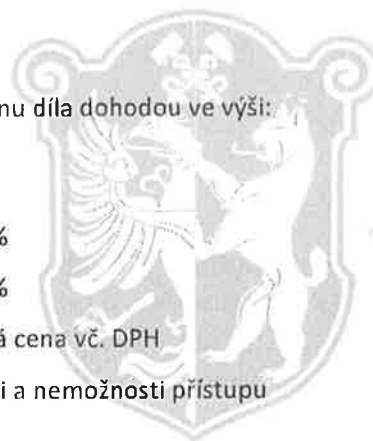 nu díla dohodou ve výši:
%
%
á cena vč. DPH
i a nemožnosti přístupu